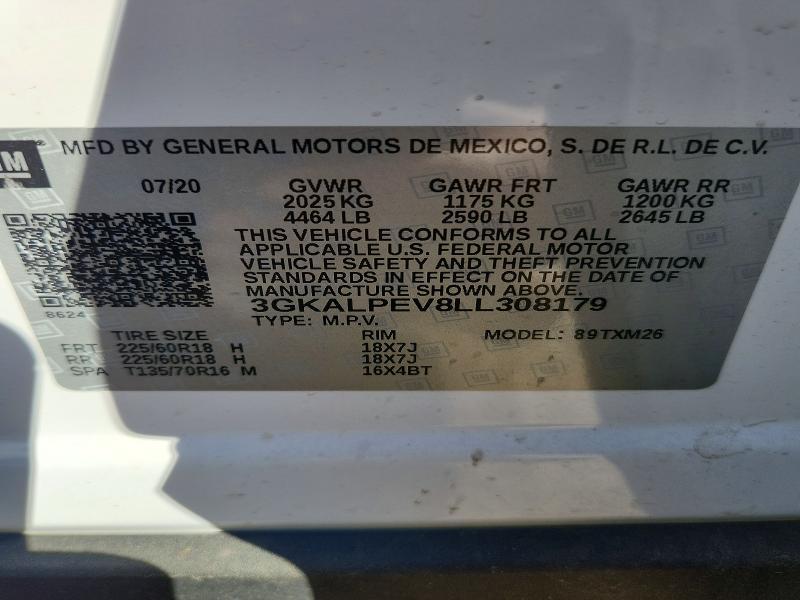 GM
MFD BY GENERAL MOTORS DE MEXICO, S. DE R.L. DE C.V.
07/20 GVWR GAWR FRT GAWR RR
2025 KG 1175 KG 1200 KG
4464 LB 2590 LB 2645 LB
THIS VEHICLE CONFORMS TO ALL
APPLICABLE U.S. FEDERAL MOTOR
VEHICLE SAFETY AND THEFT PREVENTION
STANDARDS IN EFFECT ON THE DATE OF
MANUFACTURE SHOWN ABOVE.
8624 3GKALPEV8LL308179
TYPE: M.P.V.
TIRE SIZE RIM MODEL: 89TXM26
FRT 225/60R18 H 18X7J
RR 225/60R18 H 18X7J
SPA T135/70R16 M 16X4BT